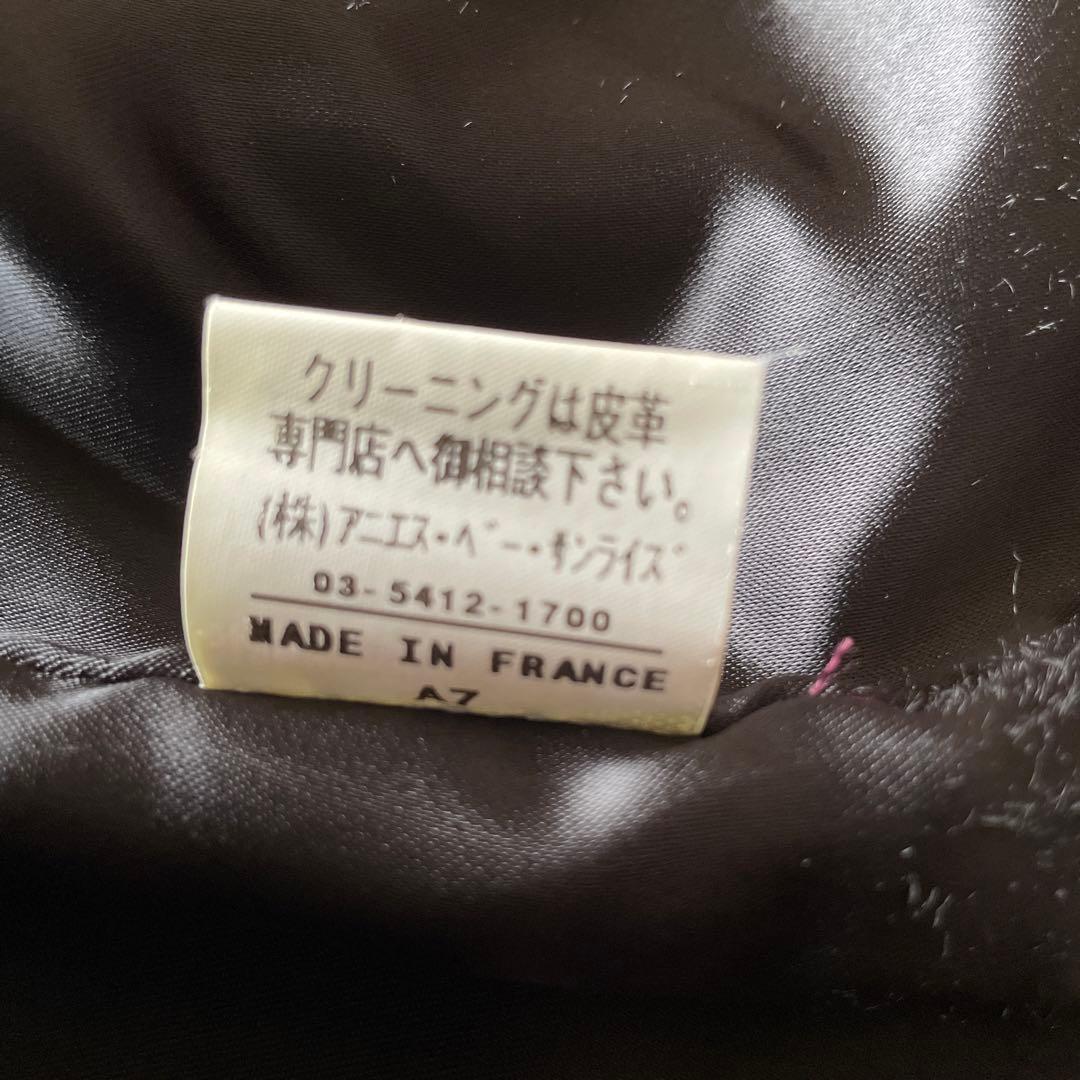 クリーニングは皮革
専門店へ御相談下さい。
(株)アニエス・ベー・サンライズ
03-5412-1700
MADE IN FRANCE
A7